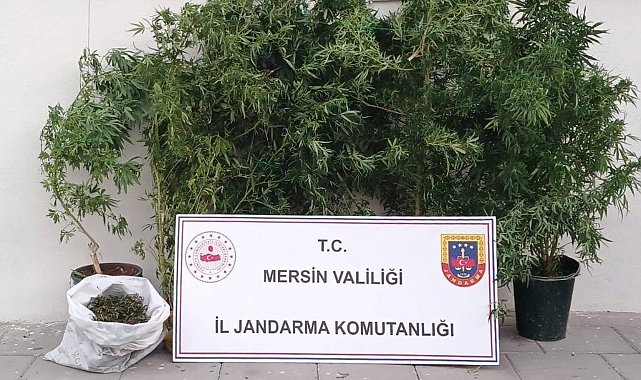 T.C.
MERSİN VALİLİĞİ
İL JANDARMA KOMUTANLIĞI
JANDARMA